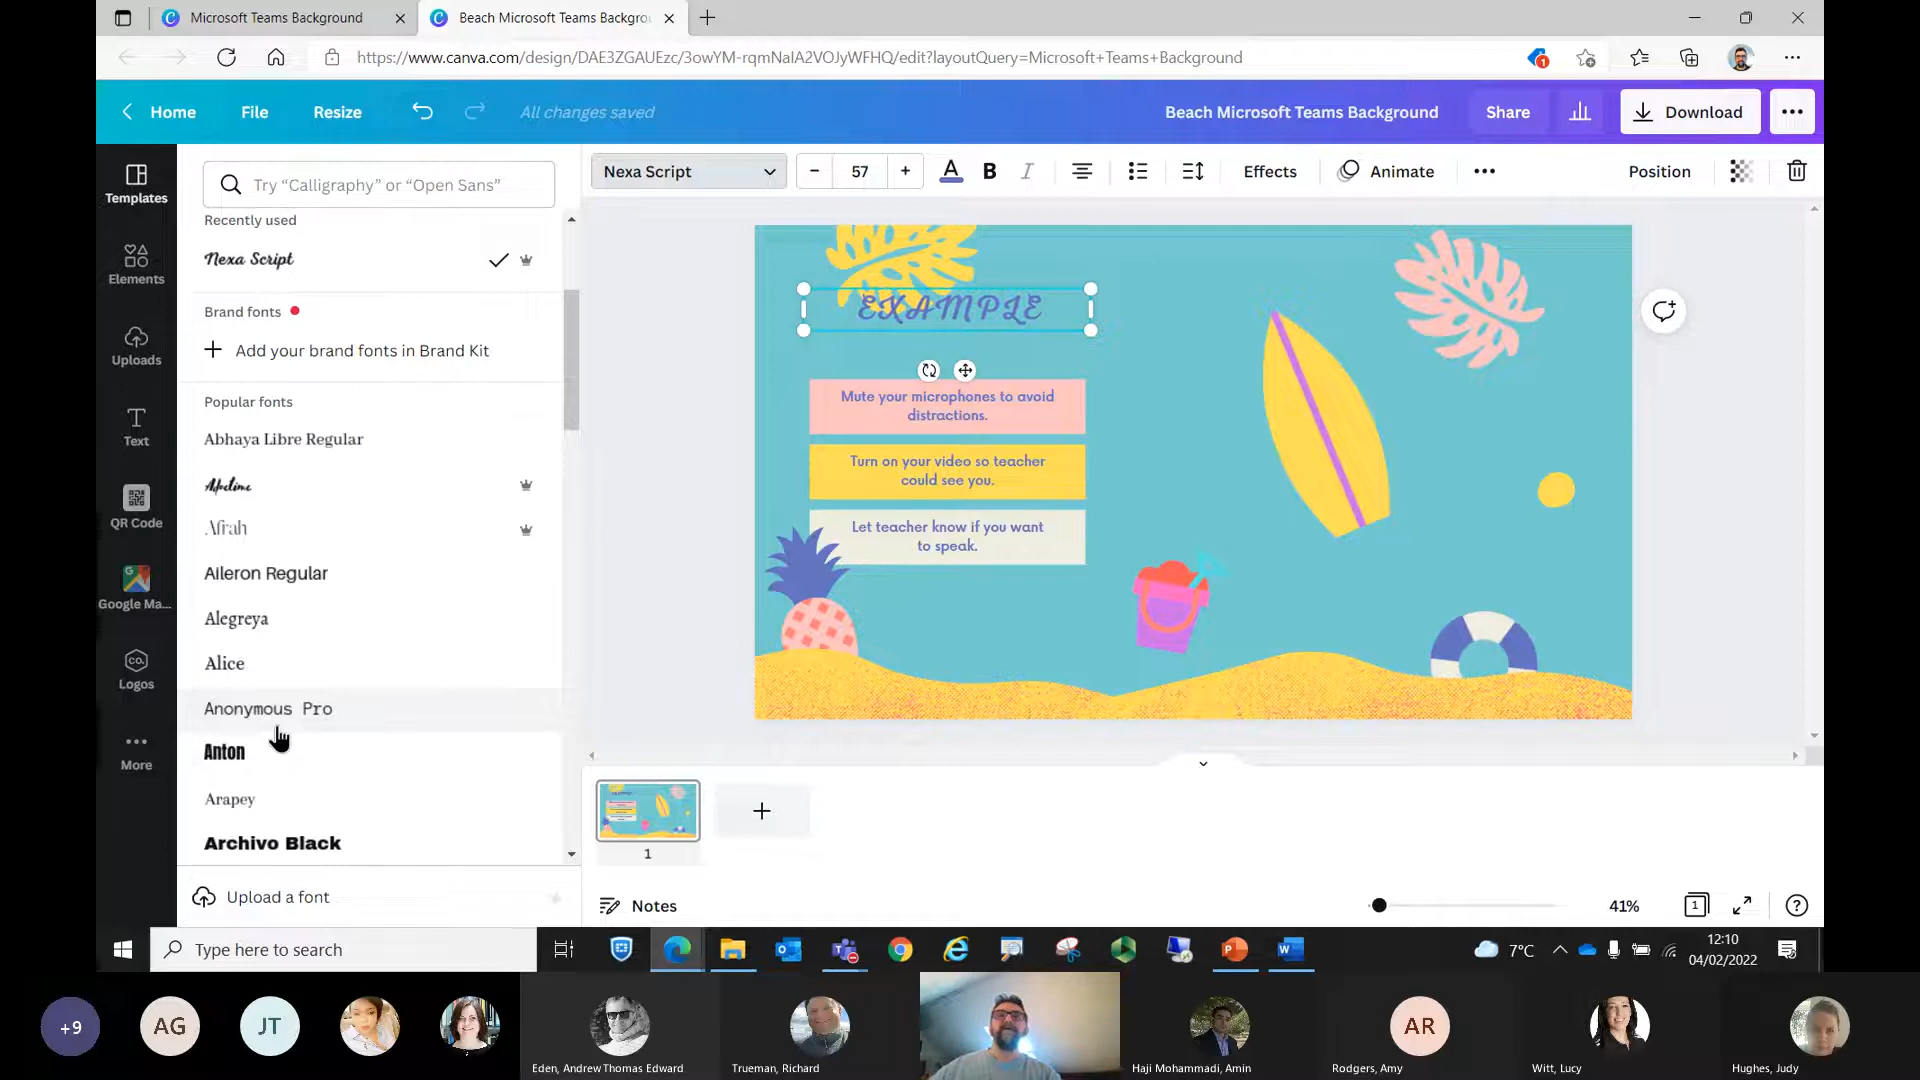 Microsoft Teams Background
Beach Microsoft Teams Backgrou
https://www.canva.com/design/DAE3ZGAUEzc/3owYM-rqmNaIA2VOJyWFHQ/edit?layoutQuery=Microsoft+Teams+Background
1
Home
File
Resize
All changes saved
Beach Microsoft Teams Background
Share
Download
Templates
Elements
Uploads
Text
QR Code
Google Ma...
CO.
Logos
More
Try “Calligraphy” or “Open Sans”
Recently used
Nexa Script
Brand fonts
Add your brand fonts in Brand Kit
Popular fonts
Abhaya Libre Regular
Afrah
Aileron Regular
Alegreya
Alice
Anonymous Pro
Anton
Arapey
Archivo Black
Upload a font
Nexa Script
57
A B I
Effects
Animate
Position
EXAMPLE
Mute your microphones to avoid
distractions.
Turn on your video so teacher
could see you.
Let teacher know if you want
to speak.
1
Notes
41%
1
Type here to search
7°C
12:10
04/02/2022
+9
AG
JT
Eden, Andrew Thomas Edward
Trueman, Richard
Haji Mohammadi, Amin
AR
Rodgers, Amy
Witt, Lucy
Hughes, Judy